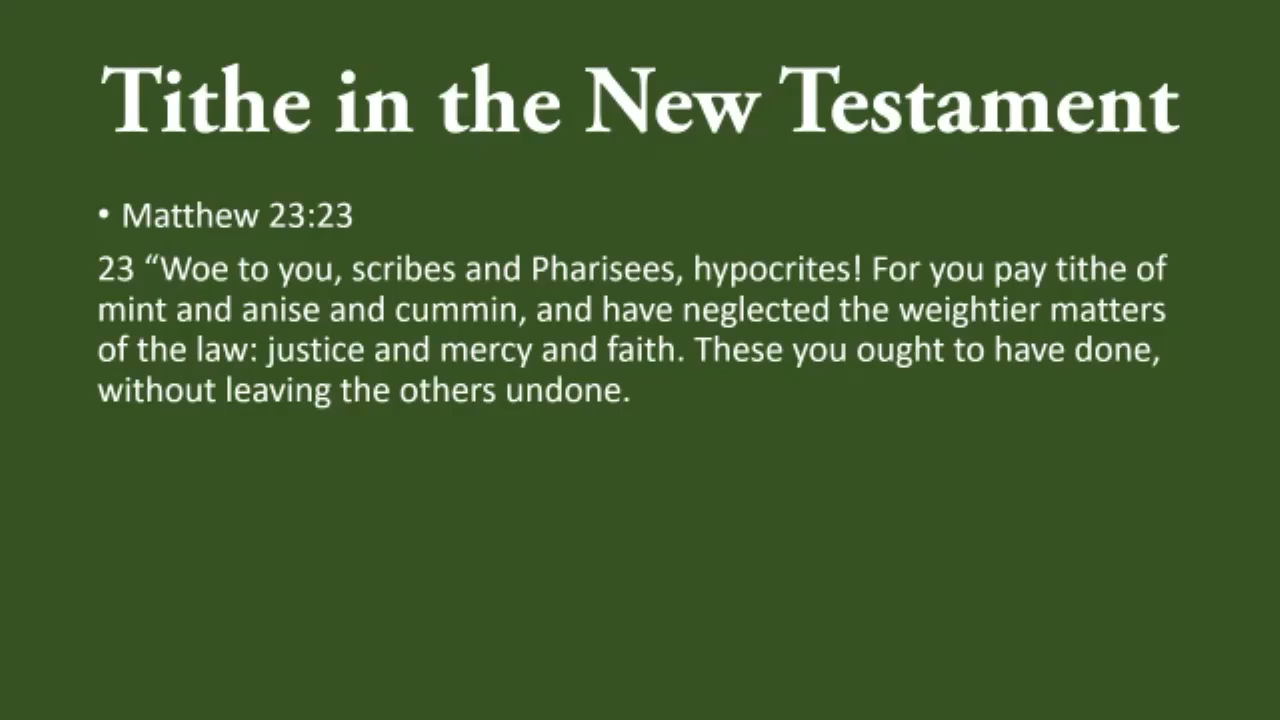 Tithe in the New Testament
• Matthew 23:23
23 “Woe to you, scribes and Pharisees, hypocrites! For you pay tithe of
mint and anise and cummin, and have neglected the weightier matters
of the law: justice and mercy and faith. These you ought to have done,
without leaving the others undone.